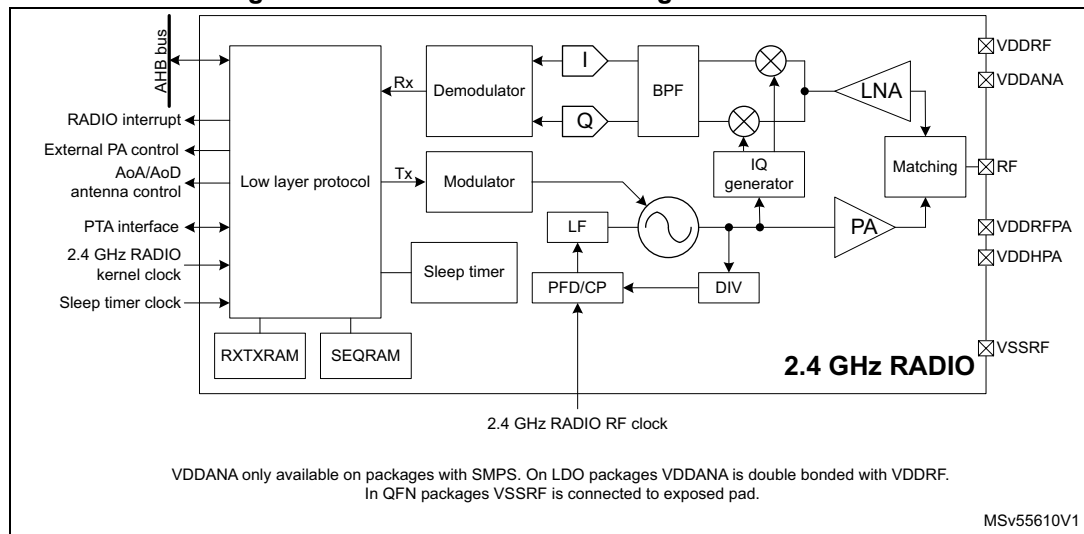 AHB bus
RADIO interrupt
External PA control
AoA/AoD
antenna control
PTA interface
2.4 GHz RADIO
kernel clock
Sleep timer clock
Low layer protocol
Rx
Tx
Demodulator
Modulator
Sleep timer
RXTXRAM
SEQRAM
I
Q
BPF
LNA
IQ
generator
Matching
LF
PFD/CP
DIV
PA
VDDRF
VDDANA
RF
VDDRFPA
VDDHPA
VSSRF
2.4 GHz RADIO
2.4 GHz RADIO RF clock
VDDANA only available on packages with SMPS. On LDO packages VDDANA is double bonded with VDDRF.
In QFN packages VSSRF is connected to exposed pad.
MSv55610V1